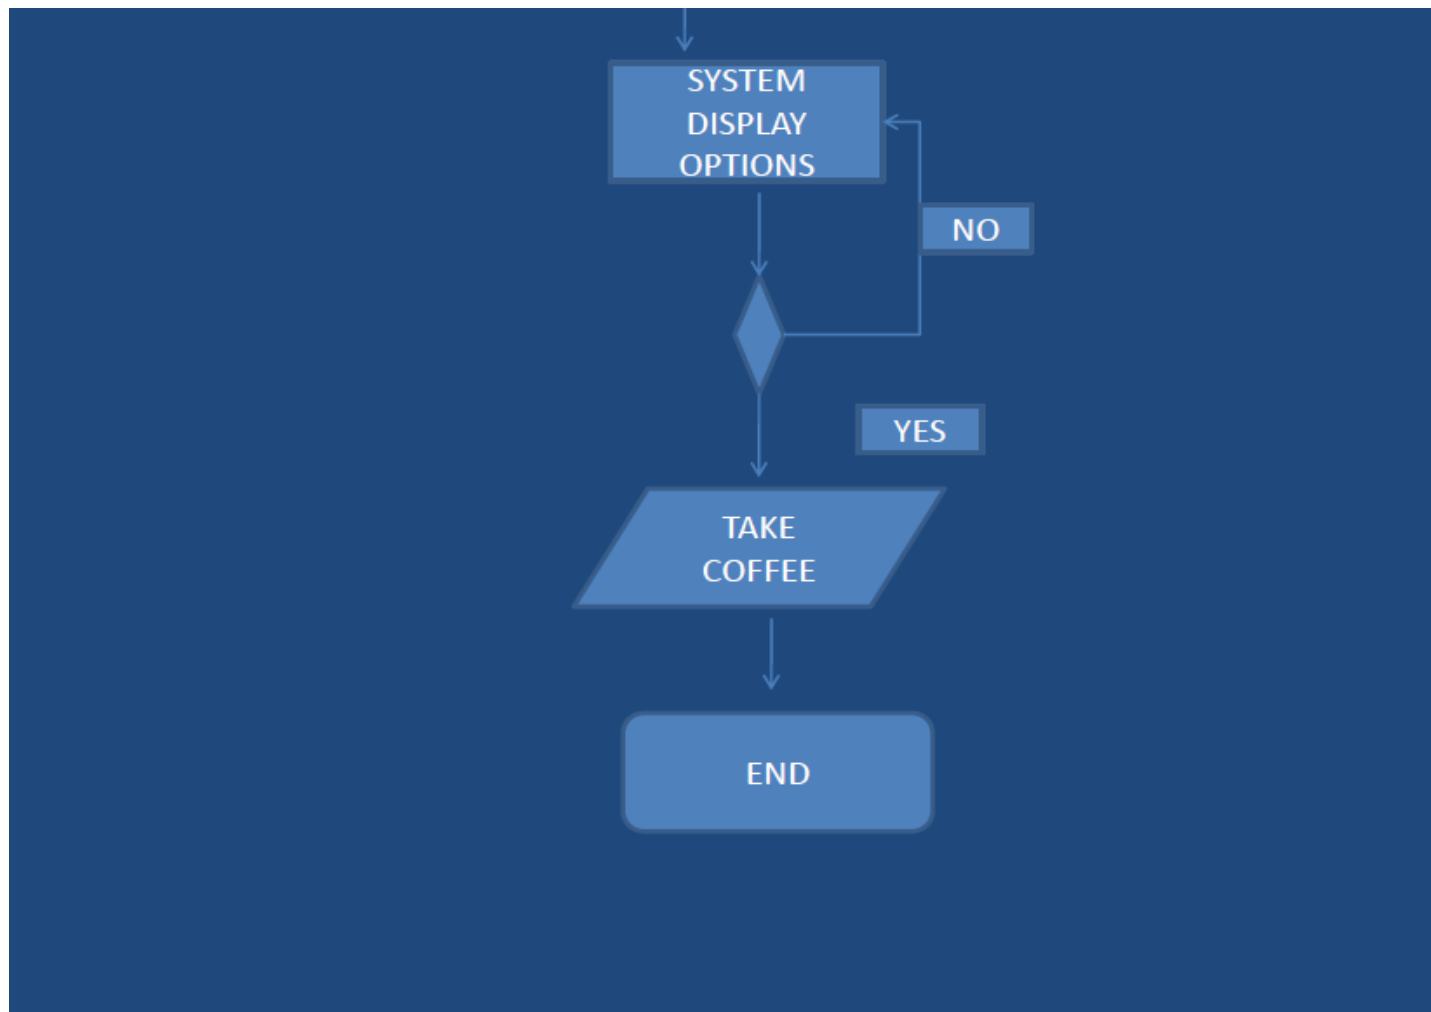 SYSTEM
DISPLAY
OPTIONS
NO
YES
TAKE
COFFEE
END